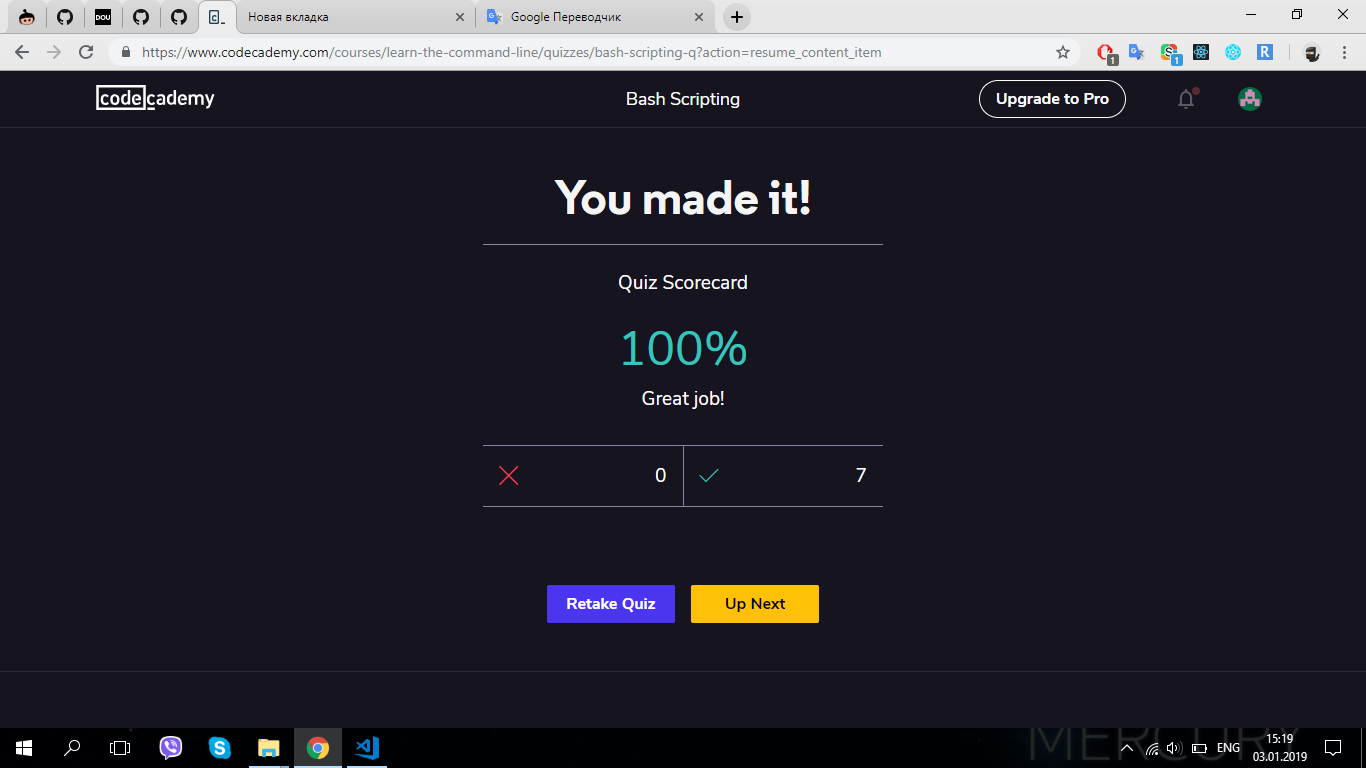 DOU
Новая вкладка
Google Переводчик
https://www.codecademy.com/courses/learn-the-command-line/quizzes/bash-scripting-q?action=resume_content_item
1
1
R
codecademy
Bash Scripting
Upgrade to Pro
You made it!
Quiz Scorecard
100%
Great job!
0
7
Retake Quiz
Up Next
MERCURY
ENG
15:19
03.01.2019